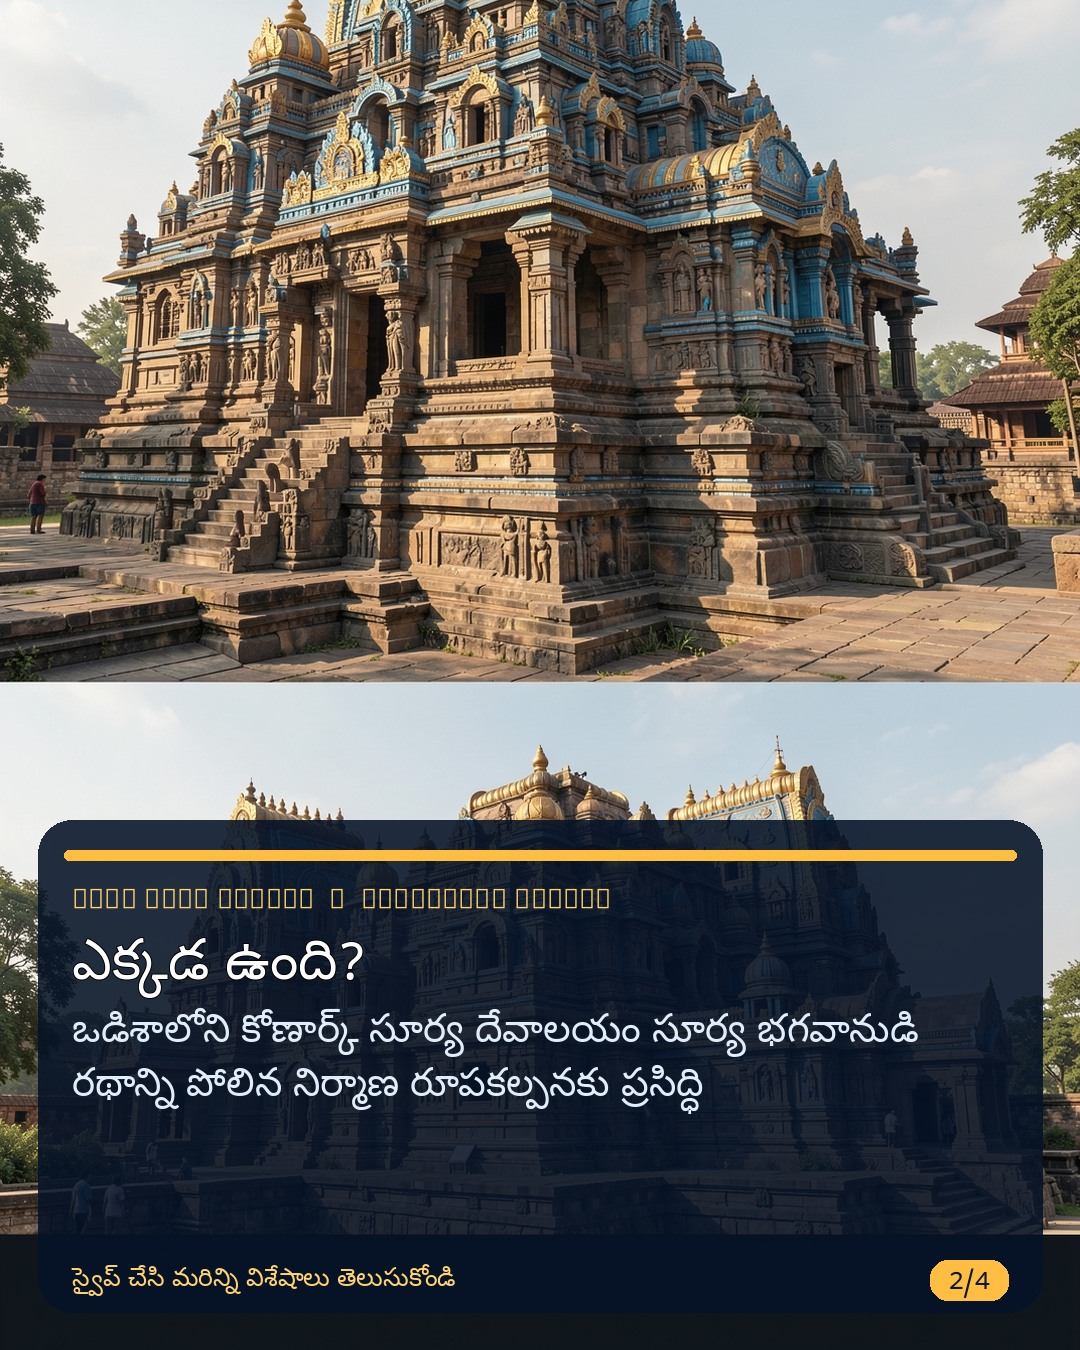 ఎక్కడ ఉంది?
ఒడిశాలోని కోణార్క్ సూర్య దేవాలయం సూర్య భగవానుడి
రథాన్ని పోలిన నిర్మాణ రూపకల్పనకు ప్రసిద్ధి
స్వైప్ చేసి మరిన్ని విశేషాలు తెలుసుకోండి
2/4